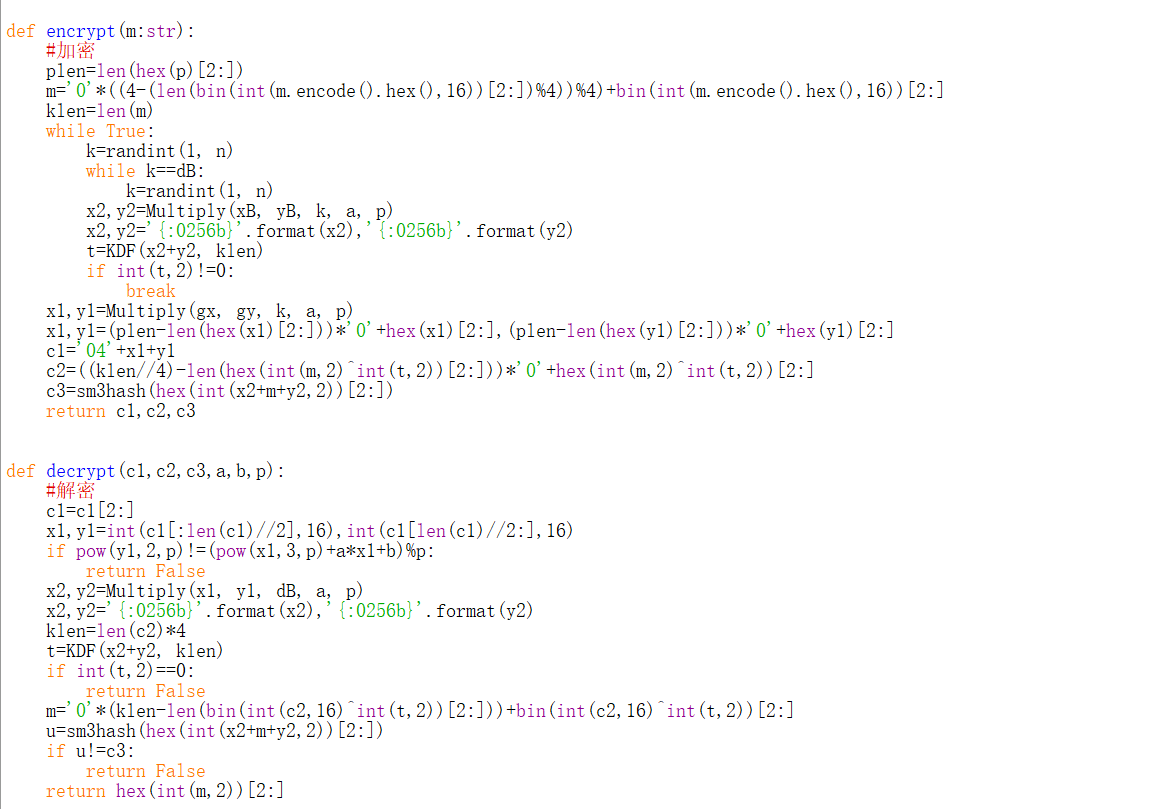 def encrypt(m:str):
    #加密
    plen=len(hex(p)[2:])
    m='0'*((4-(len(bin(int(m.encode().hex(),16))[2:])%4))%4)+bin(int(m.encode().hex(),16))[2:]
    klen=len(m)
    while True:
        k=randint(1, n)
        while k==dB:
            k=randint(1, n)
        x2,y2=Multiply(xB, yB, k, a, p)
        x2,y2='{:0256b}'.format(x2),'{:0256b}'.format(y2)
        t=KDF(x2+y2, klen)
        if int(t,2)!=0:
            break
    x1,y1=Multiply(gx, gy, k, a, p)
    x1,y1=(plen-len(hex(x1)[2:]))*'0'+hex(x1)[2:],(plen-len(hex(y1)[2:]))*'0'+hex(y1)[2:]
    c1='04'+x1+y1
    c2=((klen//4)-len(hex(int(m,2)^int(t,2))[2:]))*'0'+hex(int(m,2)^int(t,2))[2:]
    c3=sm3hash(hex(int(x2+m+y2,2))[2:])
    return c1,c2,c3
def decrypt(c1,c2,c3,a,b,p):
    #解密
    c1=c1[2:]
    x1,y1=int(c1[:len(c1)//2],16),int(c1[len(c1)//2:],16)
    if pow(y1,2,p)!=(pow(x1,3,p)+a*x1+b)%p:
        return False
    x2,y2=Multiply(x1, y1, dB, a, p)
    x2,y2='{:0256b}'.format(x2),'{:0256b}'.format(y2)
    klen=len(c2)*4
    t=KDF(x2+y2, klen)
    if int(t,2)==0:
        return False
    m='0'*(klen-len(bin(int(c2,16)^int(t,2))[2:]))+bin(int(c2,16)^int(t,2))[2:]
    u=sm3hash(hex(int(x2+m+y2,2))[2:])
    if u!=c3:
        return False
    return hex(int(m,2))[2:]